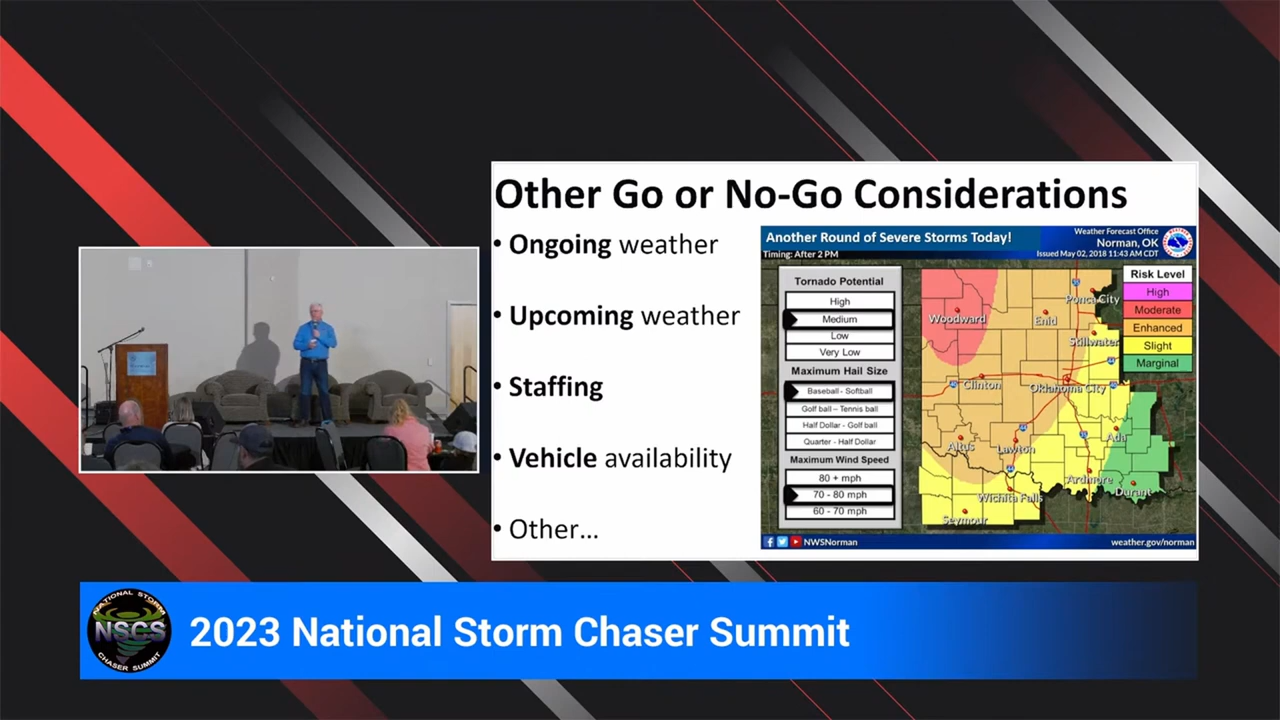 Other Go or No-Go Considerations
• Ongoing weather
• Upcoming weather
• Staffing
• Vehicle availability
• Other...
Another Round of Severe Storms Today!
Timing: After 2 PM
Weather Forecast Office
Norman, OK
Issued May 02, 2018 11:43 AM CDT
Tornado Potential
High
Medium
Low
Very Low
Maximum Hail Size
Baseball - Softball
Golf ball – Tennis ball
Half Dollar - Golf ball
Quarter - Half Dollar
Maximum Wind Speed
80 + mph
70 - 80 mph
60 - 70 mph
Ponca City
Woodward
Enid
Stillwater
Clinton
Oklahoma City
Altus
Lawton
Ada
Ardmore
Durant
Wichita Falls
Seymour
Risk Level
High
Moderate
Enhanced
Slight
Marginal
NWSNorman
weather.gov/norman
NATIONAL STORM
NSCS
CHASER SUMMIT
2023 National Storm Chaser Summit